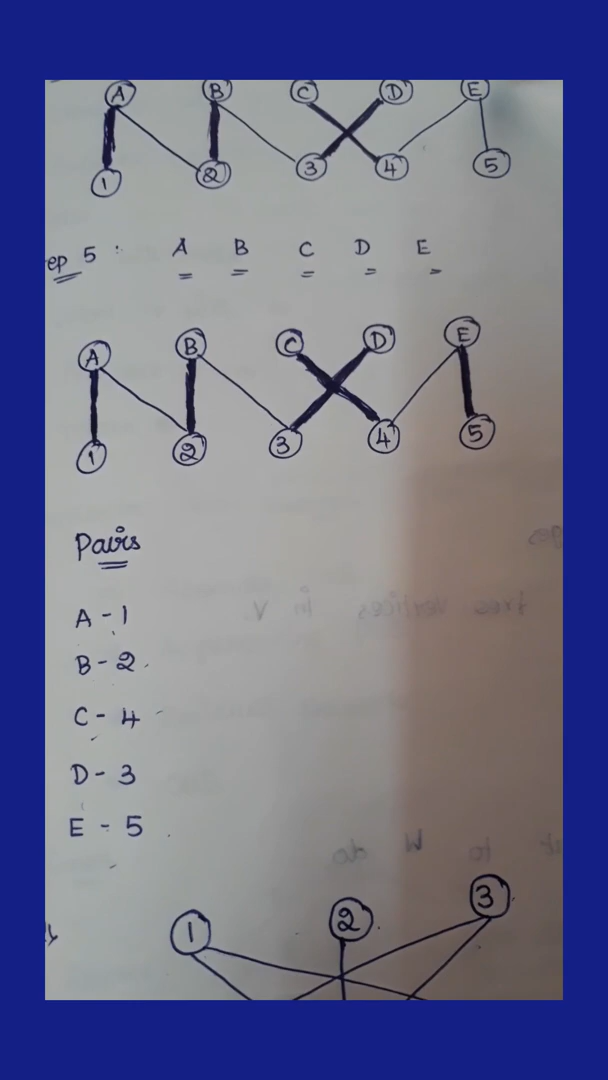 A B C D E
1 2 3 4 5
ep 5 : A B C D E
A B C D E
1 2 3 4 5
Pairs
A - 1
B - 2
C - 4
D - 3
E - 5
1 2 3